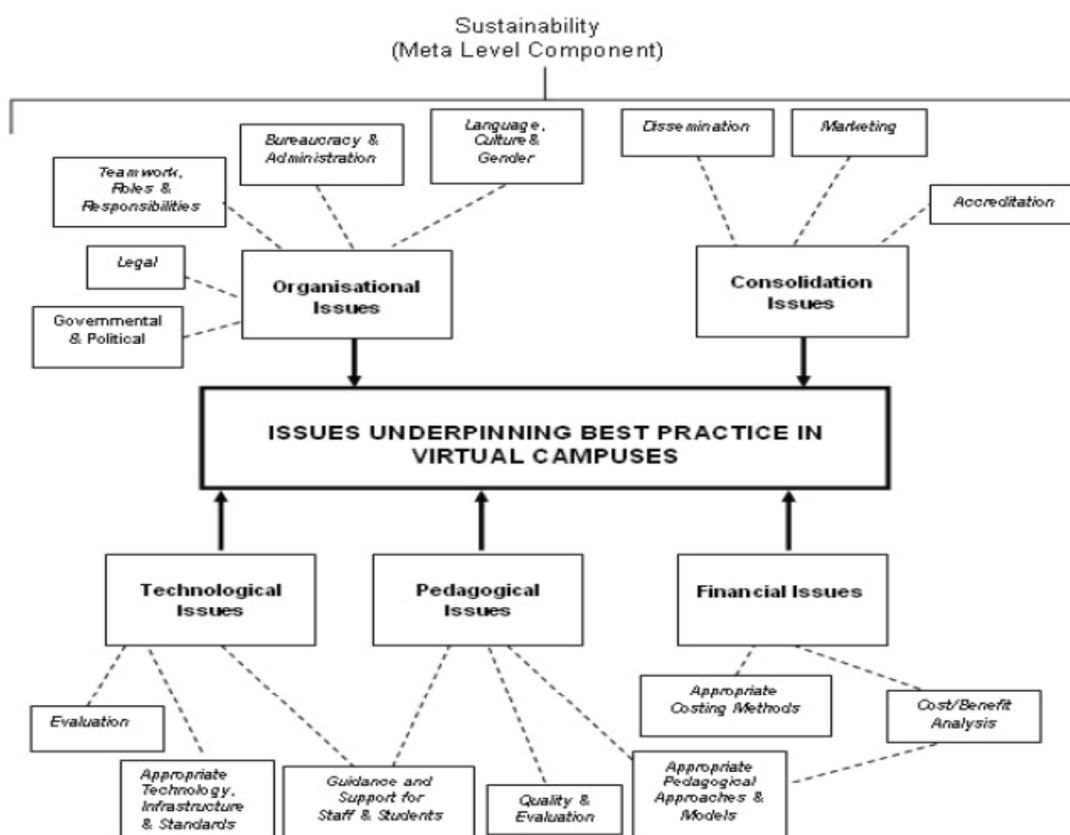 Sustainability
(Meta Level Component)
Language,
Culture &
Gender
Bureaucracy &
Administration
Dissemination
Marketing
Teamwork,
Roles &
Responsibilities
Accreditation
Legal
Organisational
Issues
Consolidation
Issues
Governmental
& Political
ISSUES UNDERPINNING BEST PRACTICE IN
VIRTUAL CAMPUSES
Technological
Issues
Pedagogical
Issues
Financial Issues
Appropriate
Costing Methods
Cost/Benefit
Analysis
Evaluation
Appropriate
Technology,
Infrastructure
& Standards
Guidance and
Support for
Staff & Students
Quality &
Evaluation
Appropriate
Pedagogical
Approaches &
Models